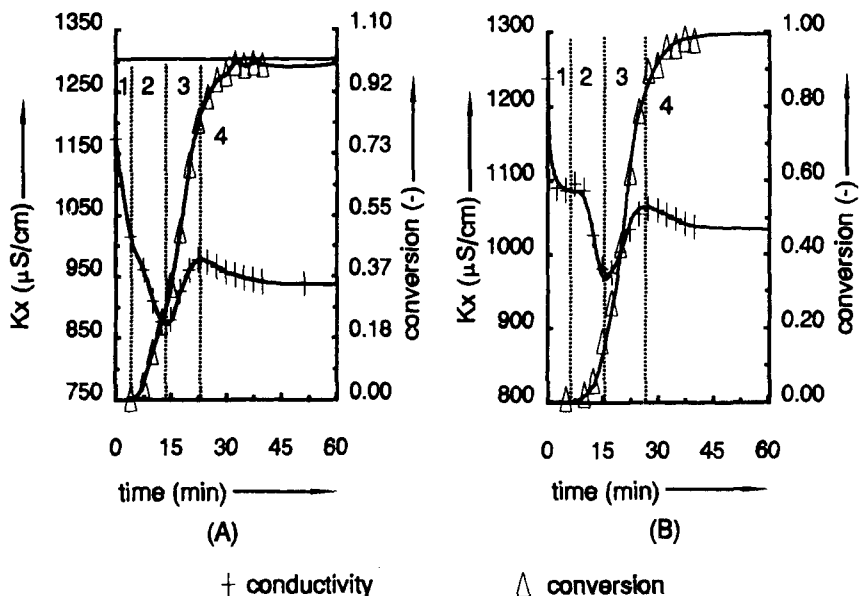 1350
1250
1150
1050
950
850
750
Kx (μS/cm)
1 2 3 4
1.10
0.92
0.73
0.55
0.37
0.18
0.00
conversion (-)
0 15 30 45 60
time (min)
(A)
1300
1200
1100
1000
900
800
Kx (μS/cm)
1 2 3 4
1.00
0.80
0.60
0.40
0.20
0.00
conversion (-)
0 15 30 45 60
time (min)
(B)
+ conductivity
△ conversion